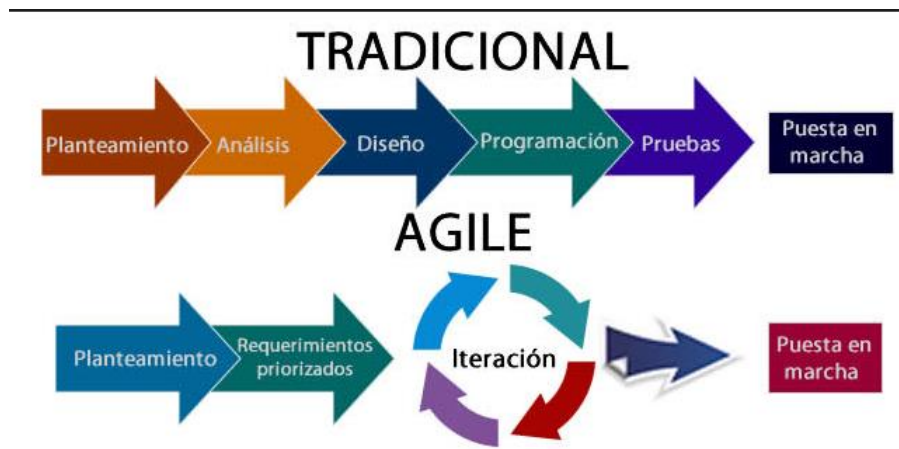 TRADICIONAL
Planteamiento
Análisis
Diseño
Programación
Pruebas
Puesta en
marcha
AGILE
Planteamiento
Requerimientos
priorizados
Iteración
Puesta en
marcha